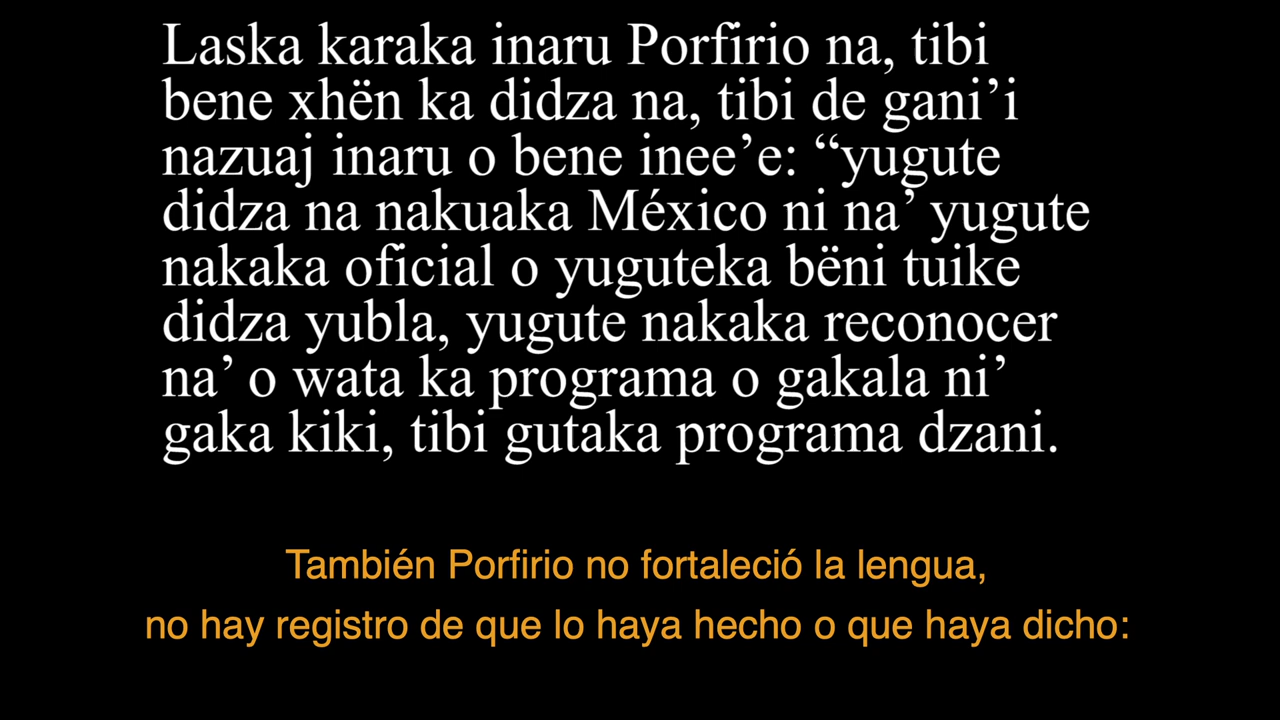 Laska karaka inaru Porfirio na, tibi
bene xhën ka didza na, tibi de gani’i
nazuaj inaru o bene inee’e: “yugute
didza na nakuaka México ni na’ yugute
nakaka oficial o yuguteka bëni tuike
didza yubla, yugute nakaka reconocer
na’ o wata ka programa o gakala ni’
gaka kiki, tibi gutaka programa dzani.
También Porfirio no fortaleció la lengua,
no hay registro de que lo haya hecho o que haya dicho: